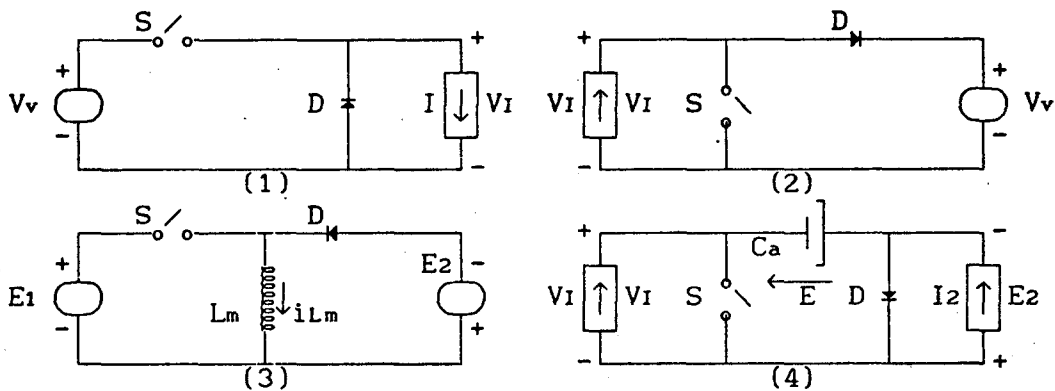 S
+
Vv
-
D
I
+
VI
-
(1)
+
VI
-
VI
S
D
+
Vv
-
(2)
S
+
E1
-
Lm
iLm
D
-
E2
+
(3)
+
VI
-
VI
S
Ca
E
D
I2
-
E2
+
(4)